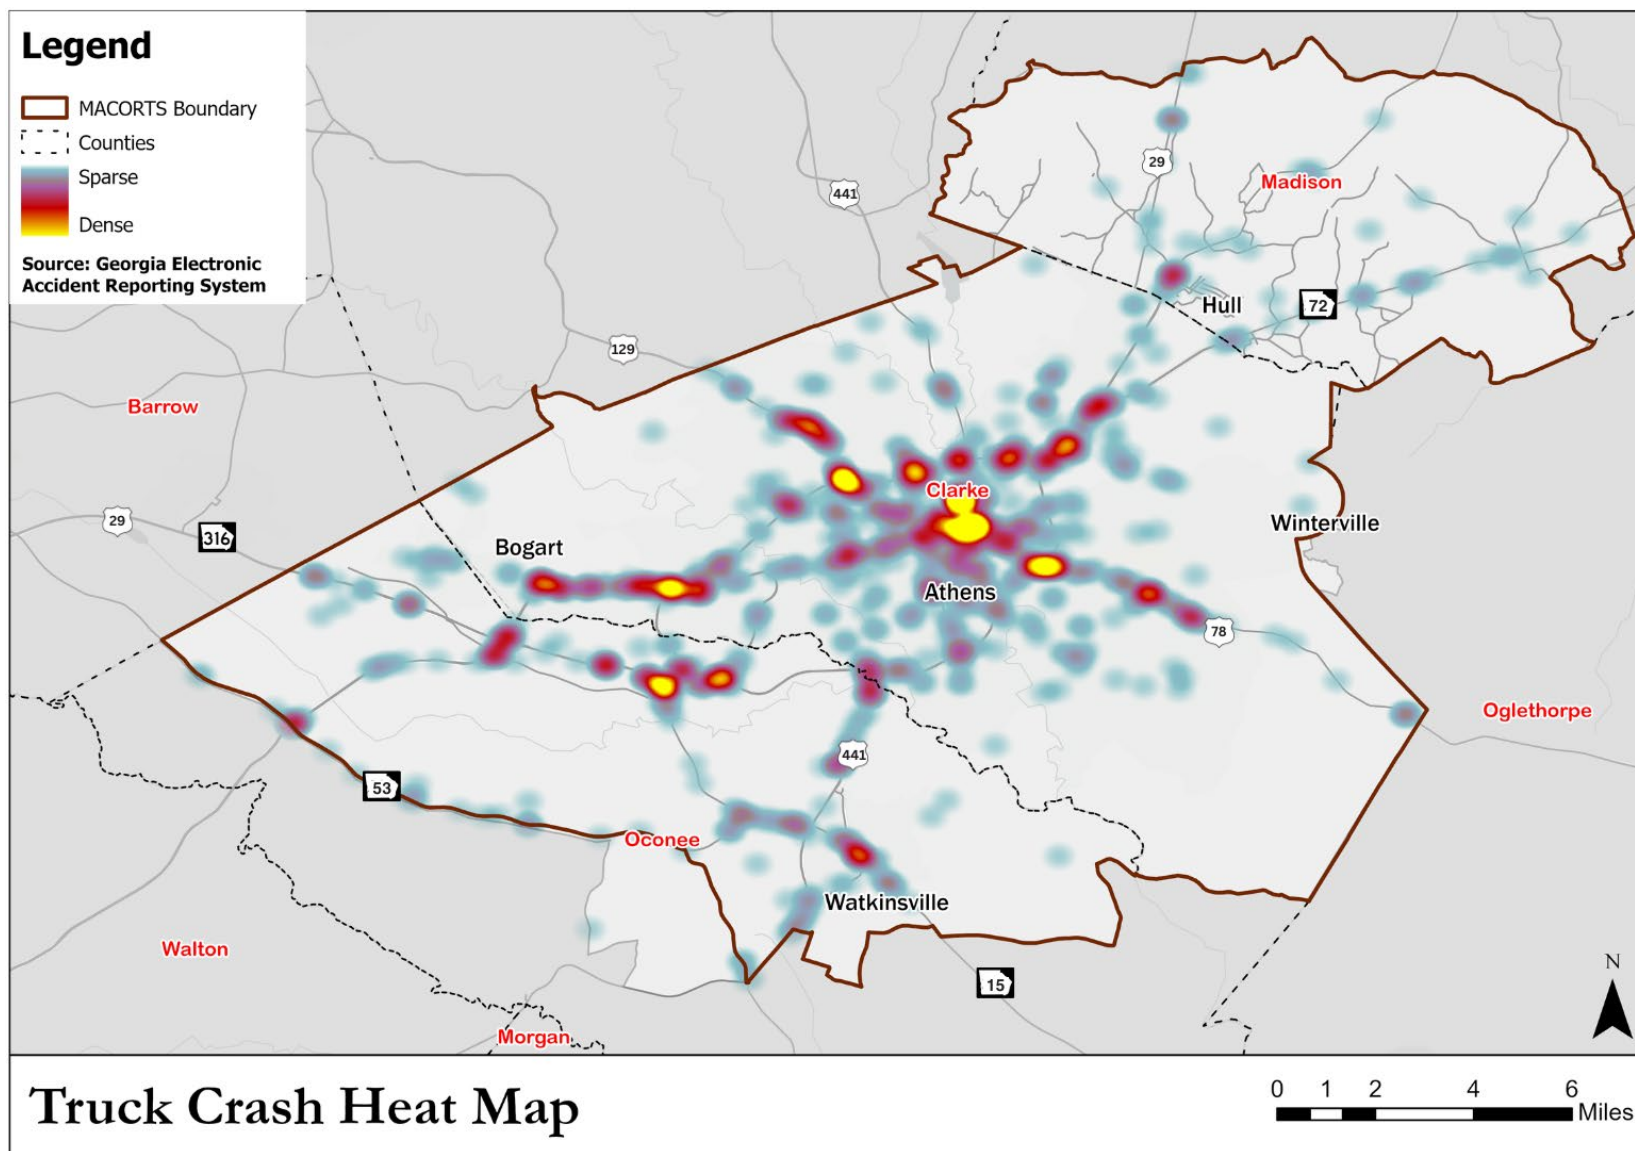 Legend
MACORTS Boundary
Counties
Sparse
Dense
Source: Georgia Electronic
Accident Reporting System
441
29
Madison
Hull
72
129
Barrow
Clarke
29
316
Bogart
Winterville
Athens
78
Oglethorpe
441
53
Oconee
Watkinsville
Walton
15
N
Morgan
Truck Crash Heat Map
0 1 2 4 6
Miles